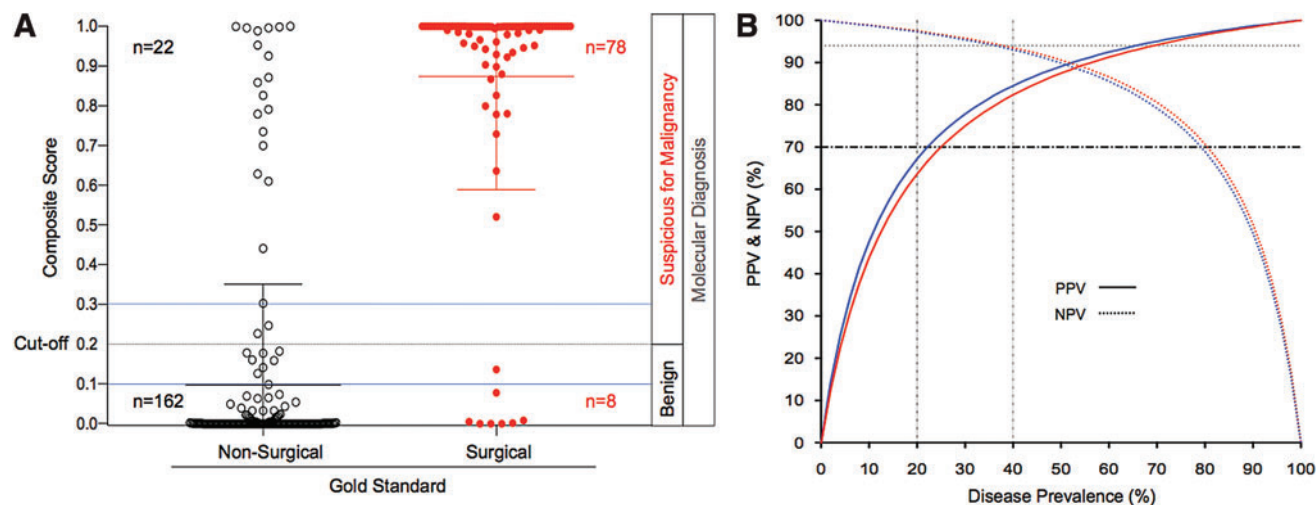 A
Composite Score
1.0
0.9
0.8
0.7
0.6
0.5
0.4
0.3
0.2
0.1
0.0
Cut-off
n=22
n=78
n=162
n=8
Suspicious for Malignancy
Benign
Molecular Diagnosis
Non-Surgical Surgical
Gold Standard
B
PPV & NPV (%)
100
90
80
70
60
50
40
30
20
10
0
PPV
NPV
0 10 20 30 40 50 60 70 80 90 100
Disease Prevalence (%)